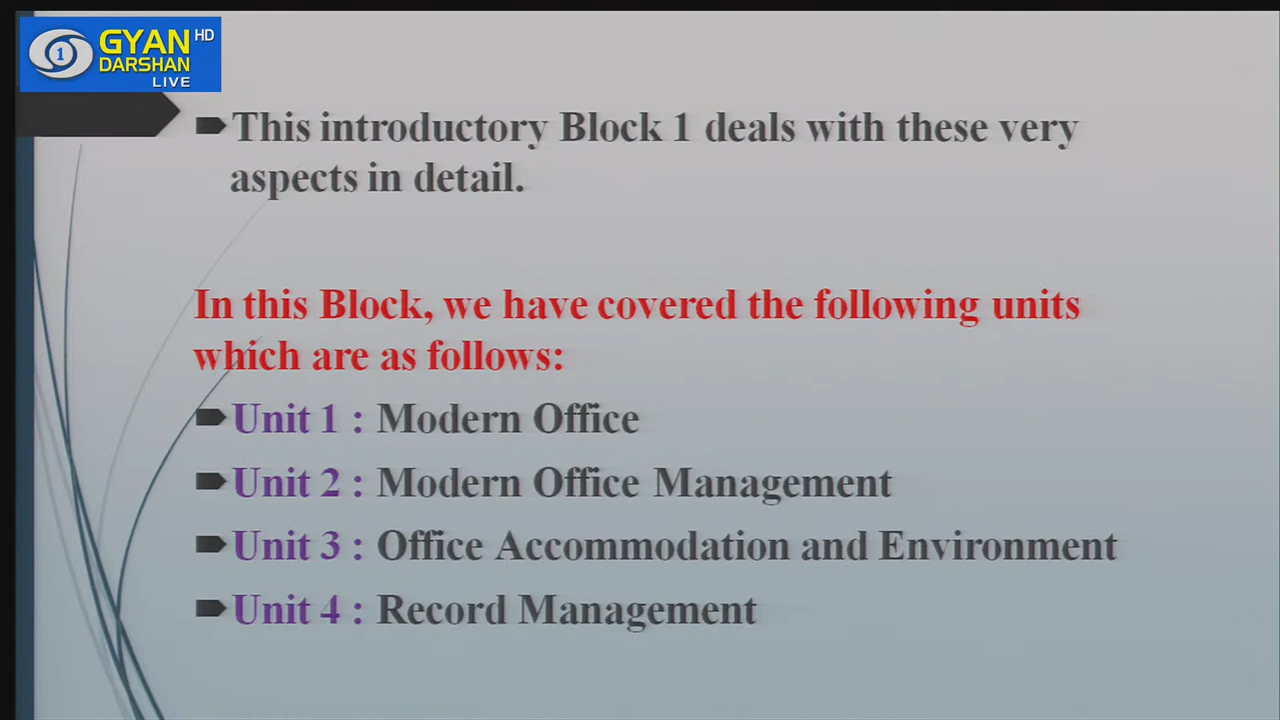 GYAN HD
DARSHAN
1
LIVE
This introductory Block 1 deals with these very
aspects in detail.
In this Block, we have covered the following units
which are as follows:
Unit 1 : Modern Office
Unit 2 : Modern Office Management
Unit 3 : Office Accommodation and Environment
Unit 4 : Record Management